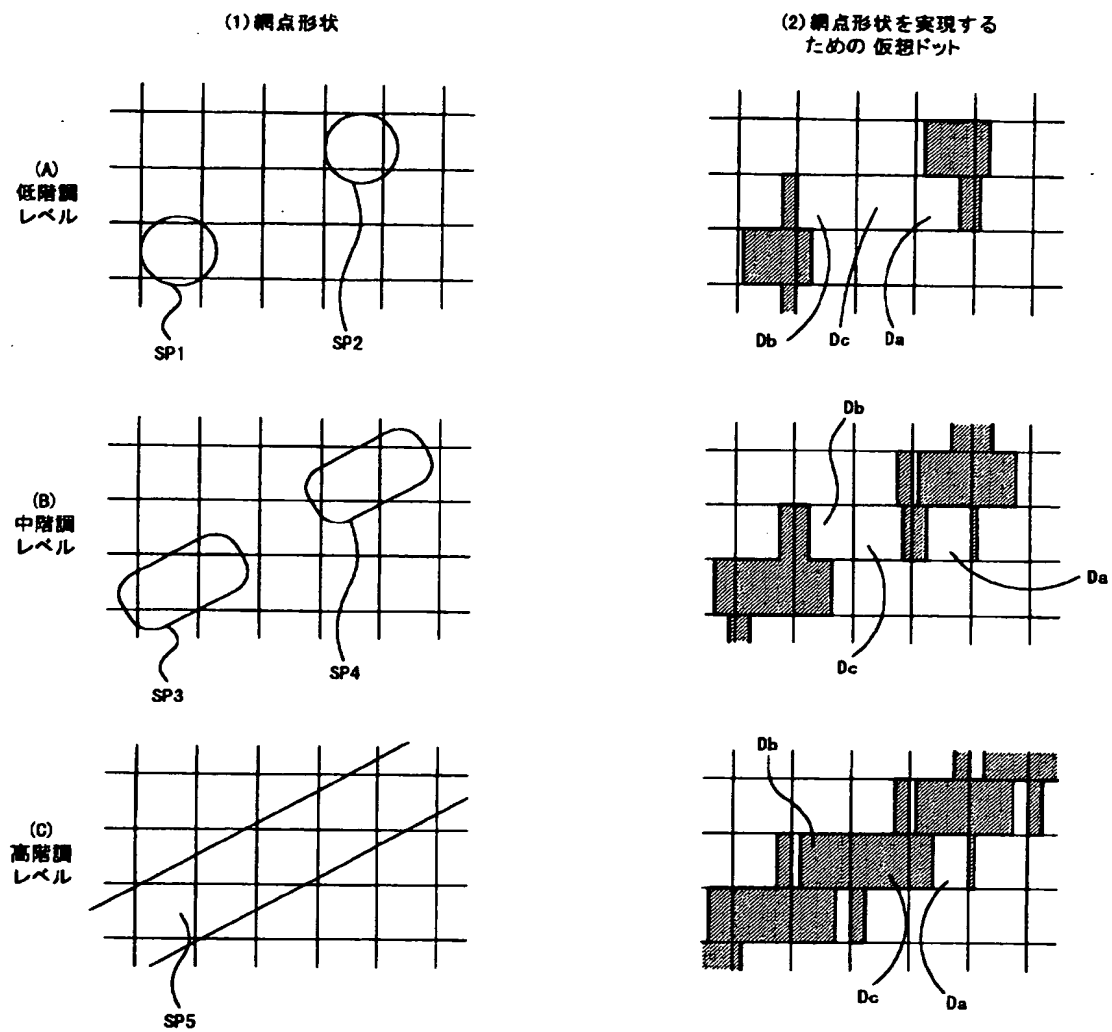 (1) 網点形状
(2) 網点形状を実現する
ための 仮想ドット
(A)
低階調
レベル
SP1
SP2
Db
Dc
Da
(B)
中階調
レベル
SP3
SP4
Db
Da
Dc
(C)
高階調
レベル
SP5
Db
Dc
Da